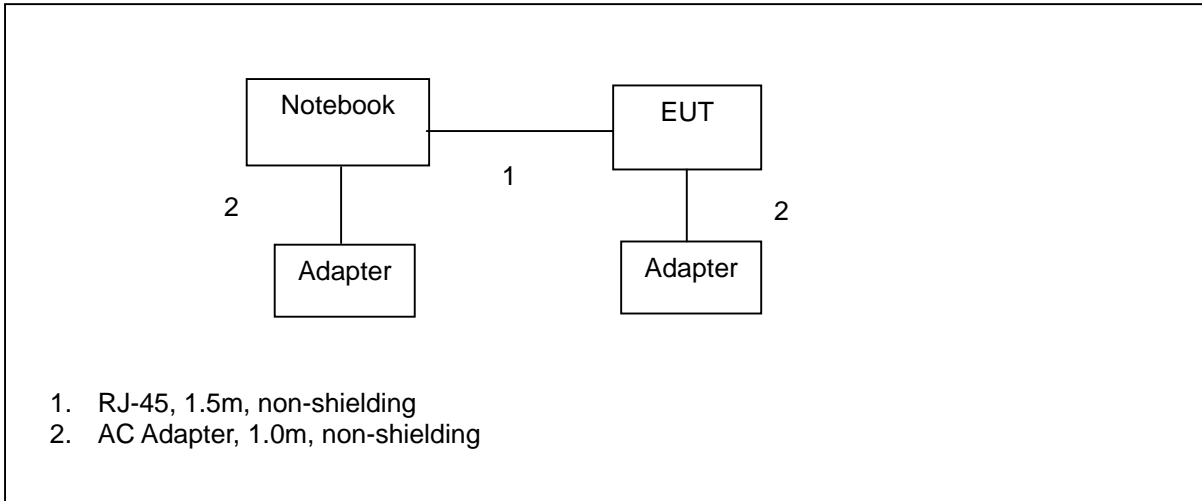 Notebook
EUT
1
2
2
Adapter
Adapter
1. RJ-45, 1.5m, non-shielding
2. AC Adapter, 1.0m, non-shielding